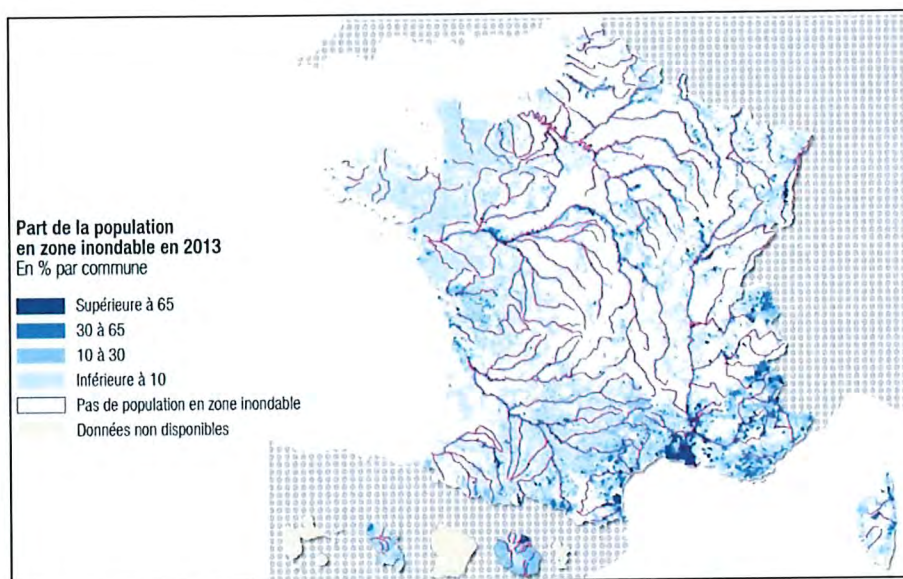 Part de la population
en zone inondable en 2013
En % par commune
Supérieure à 65
30 à 65
10 à 30
Inférieure à 10
Pas de population en zone inondable
Données non disponibles